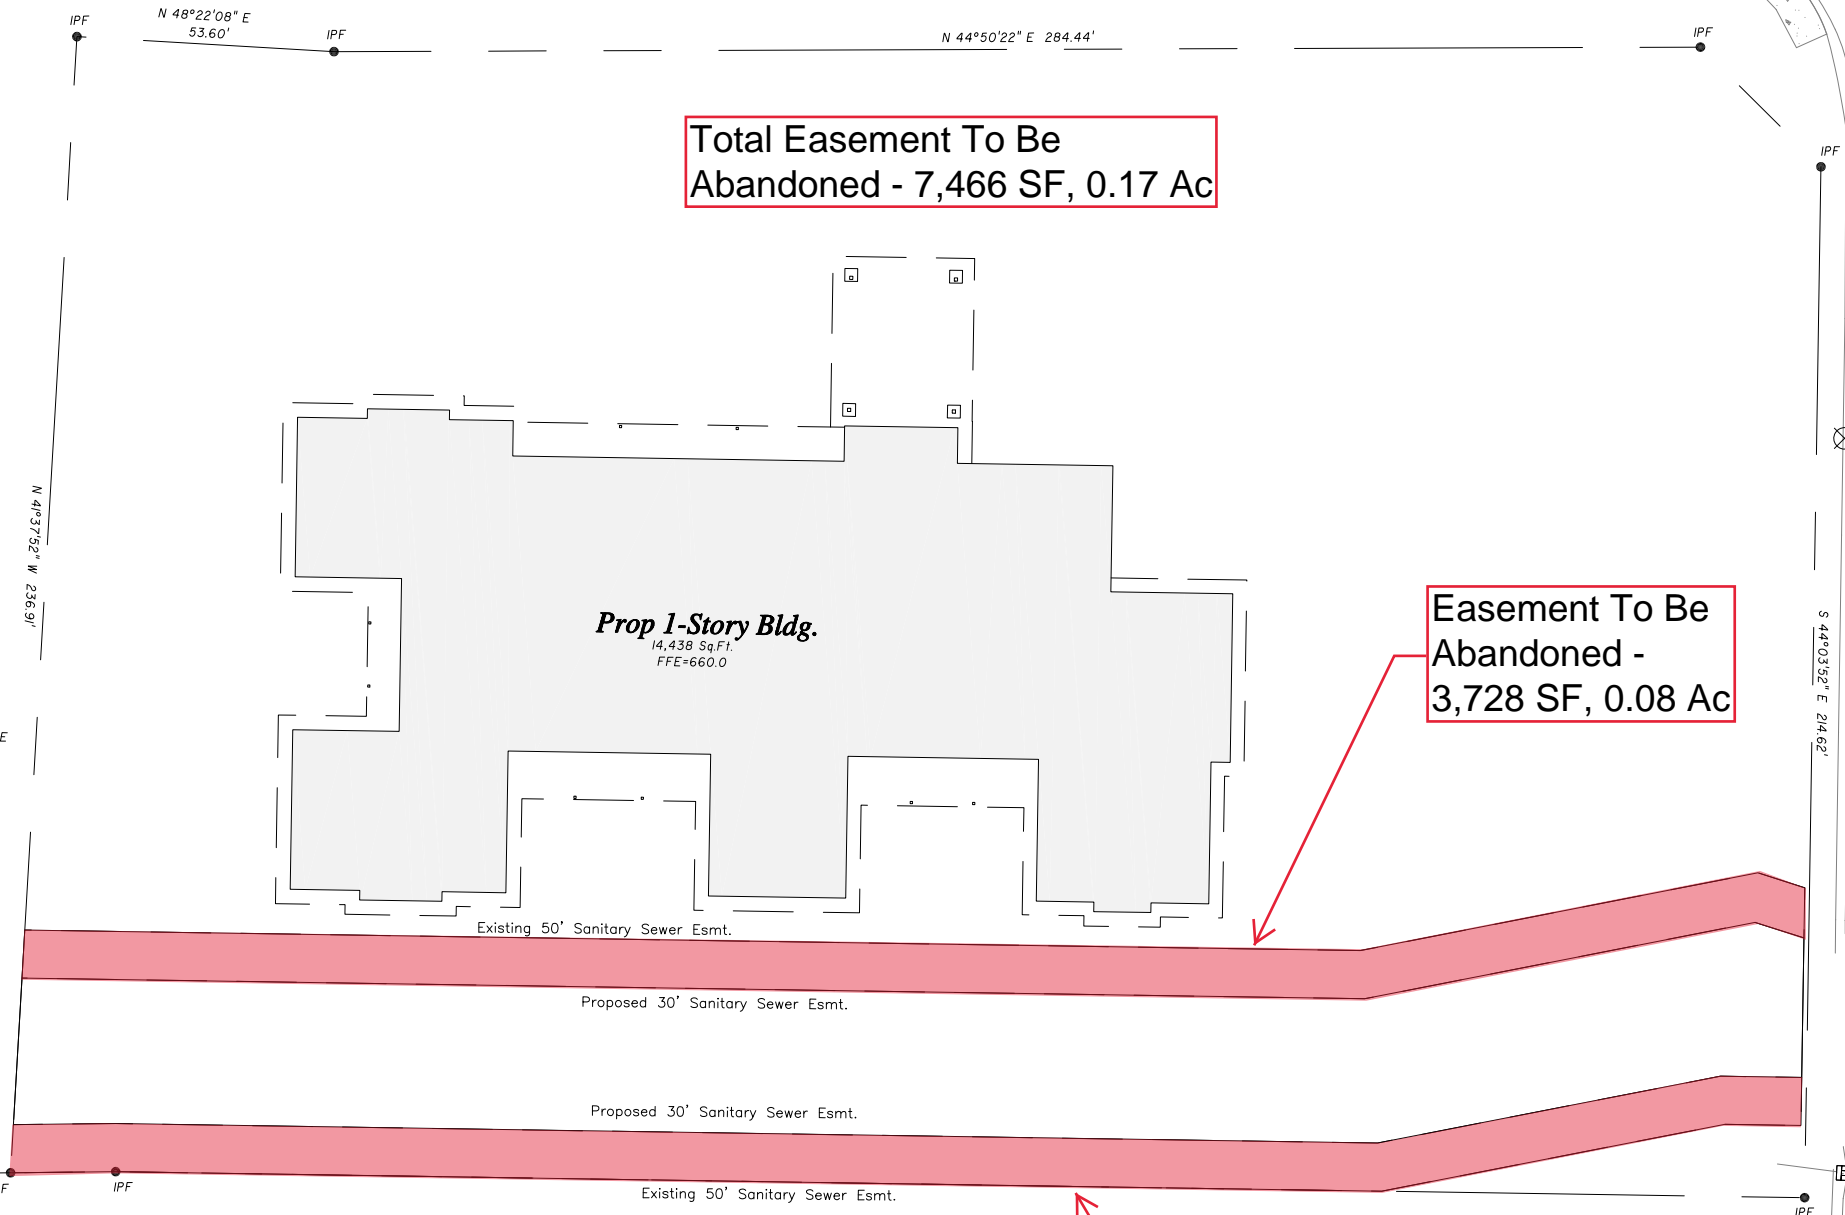 IPF
N 48°22'08" E
53.60'
IPF
N 44°50'22" E 284.44'
IPF
IPF
Total Easement To Be
Abandoned - 7,466 SF, 0.17 Ac
N 41°37'52" W 236.91'
Prop 1-Story Bldg.
14,438 Sq.Ft.
FFE=660.0
Easement To Be
Abandoned -
3,728 SF, 0.08 Ac
S 44°03'52" E 214.62'
E
Existing 50' Sanitary Sewer Esmt.
Proposed 30' Sanitary Sewer Esmt.
Proposed 30' Sanitary Sewer Esmt.
F
IPF
Existing 50' Sanitary Sewer Esmt.
IPF